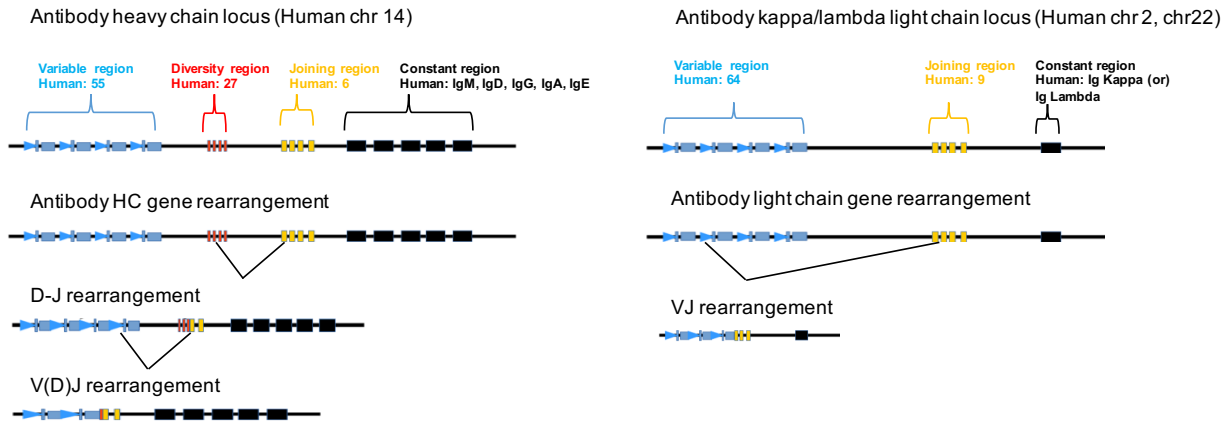 Antibody heavy chain locus (Human chr 14)
Variable region
Human: 55
Diversity region
Human: 27
Joining region
Human: 6
Constant region
Human: IgM, IgD, IgG, IgA, IgE
Antibody HC gene rearrangement
D-J rearrangement
V(D)J rearrangement
Antibody kappa/lambda light chain locus (Human chr 2, chr22)
Variable region
Human: 64
Joining region
Human: 9
Constant region
Human: Ig Kappa (or)
Ig Lambda
Antibody light chain gene rearrangement
VJ rearrangement